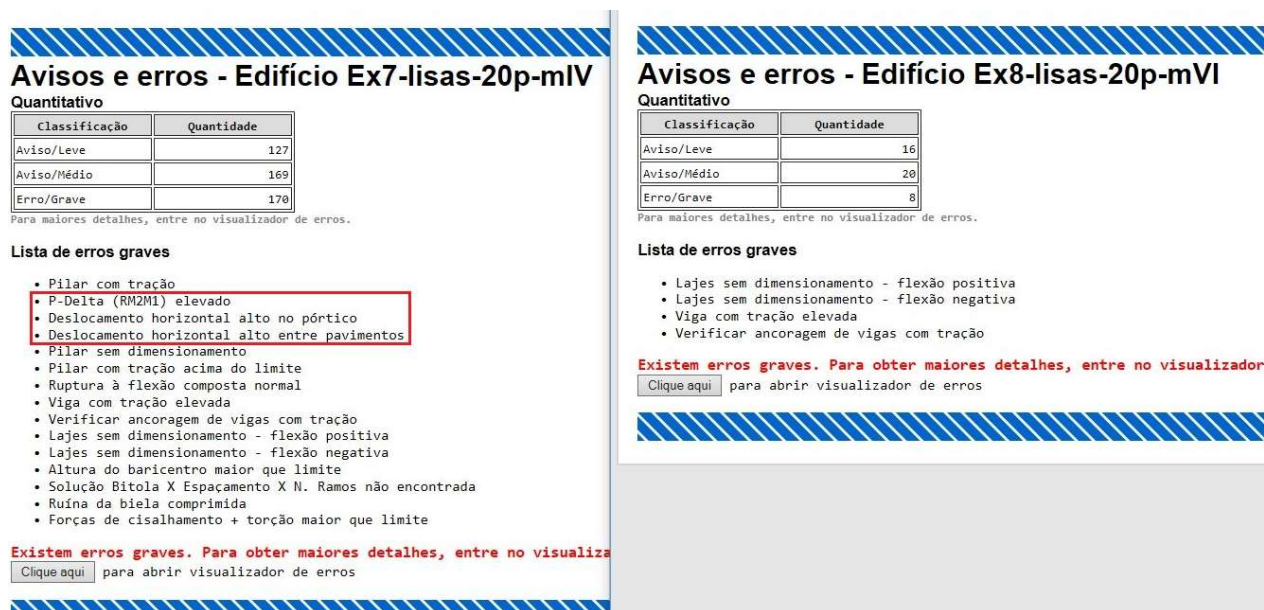 Avisos e erros - Edifício Ex7-lisas-20p-mIV
Quantitativo
Classificação Quantidade
Aviso/Leve 127
Aviso/Médio 169
Erro/Grave 170
Para maiores detalhes, entre no visualizador de erros.
Lista de erros graves
• Pilar com tração
• P-Delta (RM2M1) elevado
• Deslocamento horizontal alto no pórtico
• Deslocamento horizontal alto entre pavimentos
• Pilar sem dimensionamento
• Pilar com tração acima do limite
• Ruptura à flexão composta normal
• Viga com tração elevada
• Verificar ancoragem de vigas com tração
• Lajes sem dimensionamento - flexão positiva
• Lajes sem dimensionamento - flexão negativa
• Altura do baricentro maior que limite
• Solução Bitola X Espaçamento X N. Ramos não encontrada
• Ruína da biela comprimida
• Forças de cisalhamento + torção maior que limite
Existem erros graves. Para obter maiores detalhes, entre no visualiza
Clique aqui para abrir visualizador de erros
Avisos e erros - Edifício Ex8-lisas-20p-mVI
Quantitativo
Classificação Quantidade
Aviso/Leve 16
Aviso/Médio 20
Erro/Grave 8
Para maiores detalhes, entre no visualizador de erros.
Lista de erros graves
• Lajes sem dimensionamento - flexão positiva
• Lajes sem dimensionamento - flexão negativa
• Viga com tração elevada
• Verificar ancoragem de vigas com tração
Existem erros graves. Para obter maiores detalhes, entre no visualizador
Clique aqui para abrir visualizador de erros